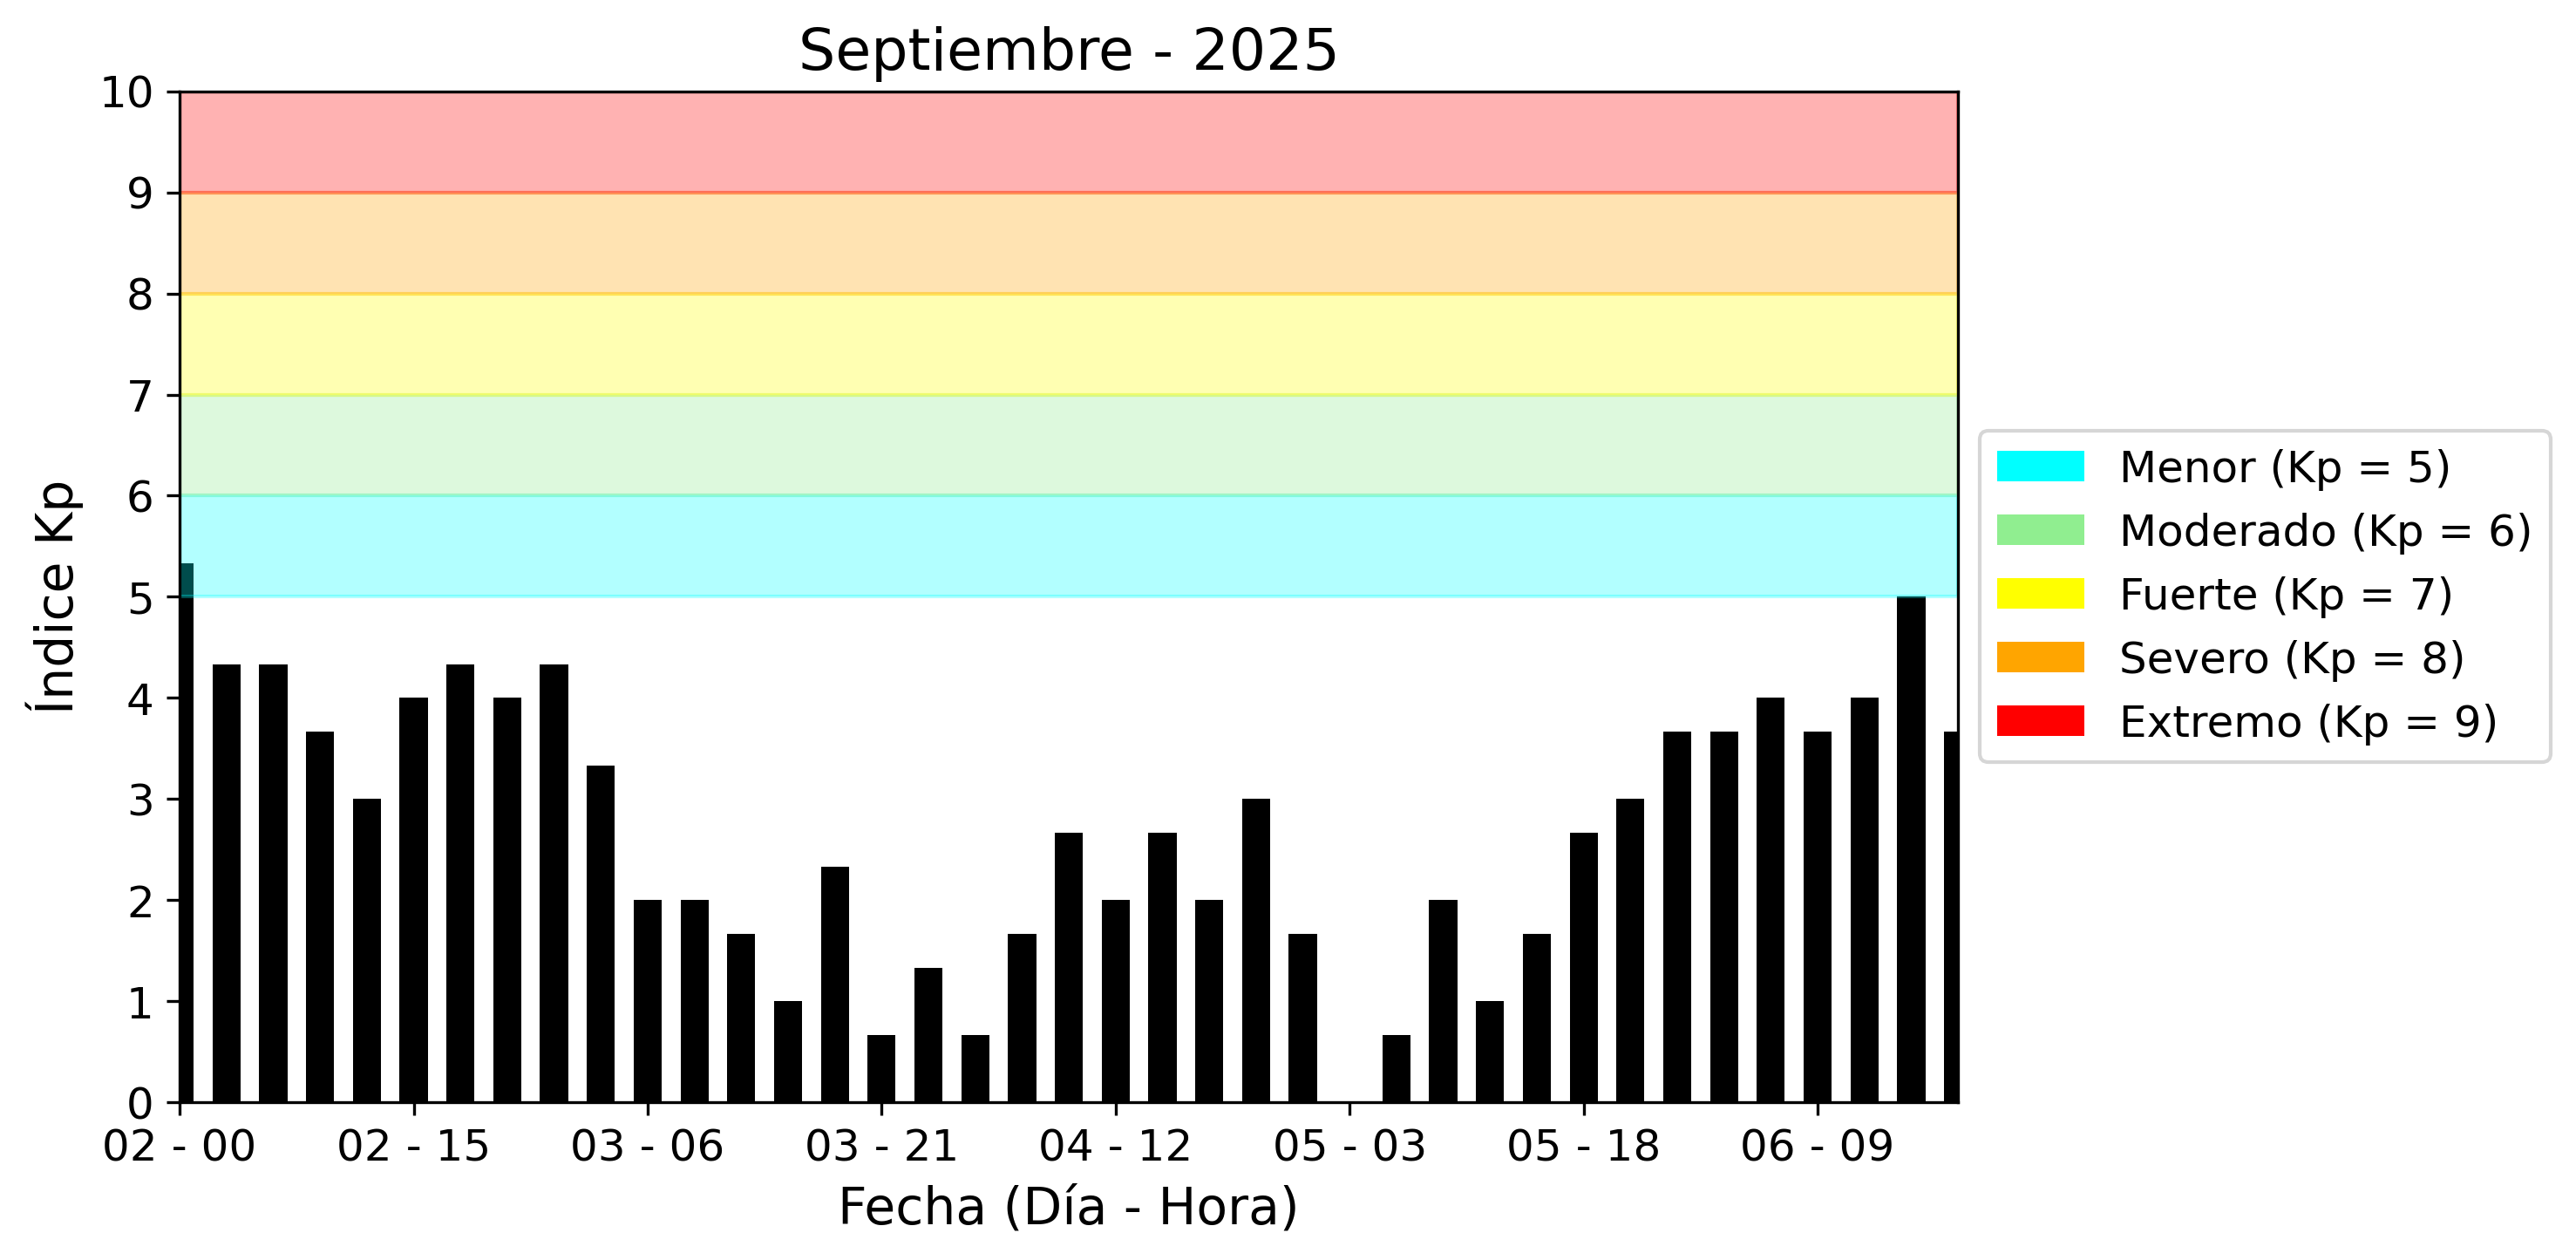 Septiembre - 2025
10
9
8
7
6
5
4
3
2
1
0
Índice Kp
02 - 00
02 - 15
03 - 06
03 - 21
04 - 12
05 - 03
05 - 18
06 - 09
Fecha (Día - Hora)
Menor (Kp = 5)
Moderado (Kp = 6)
Fuerte (Kp = 7)
Severo (Kp = 8)
Extremo (Kp = 9)